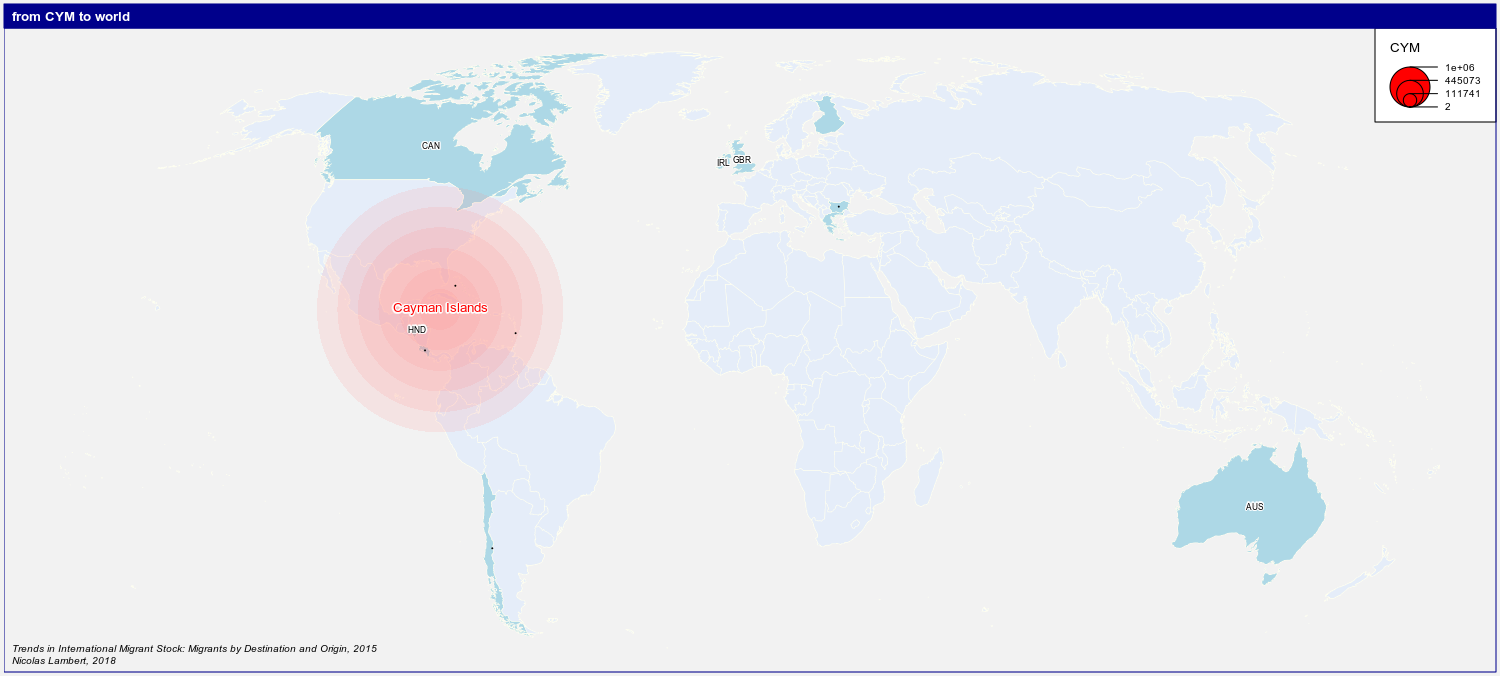 from CYM to world
CYM
1e+06
445073
111741
2
CAN
IRL
GBR
Cayman Islands
HND
AUS
Trends in International Migrant Stock: Migrants by Destination and Origin, 2015
Nicolas Lambert, 2018